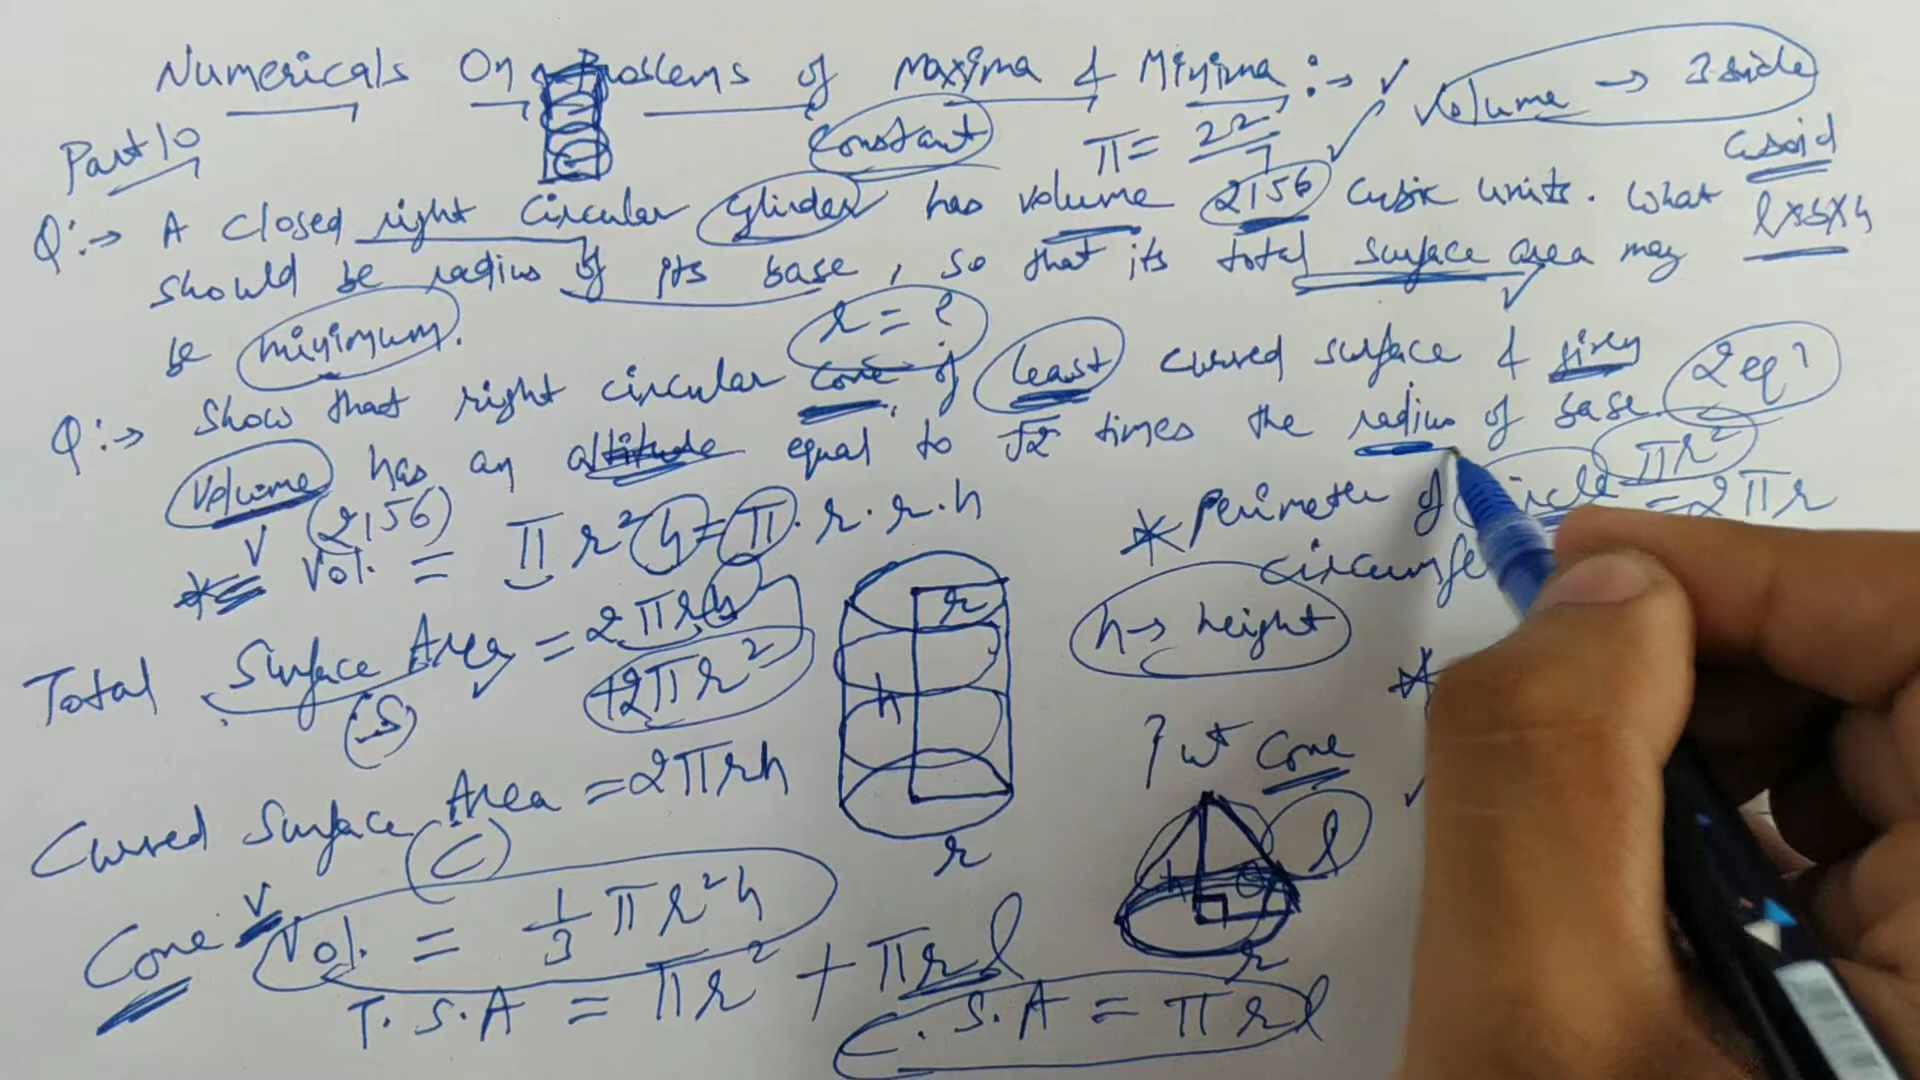 Numericals On Problems of Maxima & Minima :→ ✓
Volume → 3 side
Part 10
Constant
π = 22/7
Cuboid
l×b×h
Q:→ A closed right circular cylinder has volume 2156 cubic units. What
should be radius of its base, so that its total surface area may
be minimum.
r = ?
Q:→ Show that right circular cone of least curved surface & given
2 eqⁿ
volume has an altitude equal to √2 times the radius of base
πr²
(2156)
V
* Vol. = πr²h = π.r.r.h
* Perimeter of circle = 2πr
h → height
Total Surface Area = 2πrh
+2πr²
(S)
r
h
r
Curved Surface Area = 2πrh
(C)
Cone
l
h
r
Cone V Vol. = 1/3 πr²h
T.S.A = πr² + πrl
C.S.A = πrl